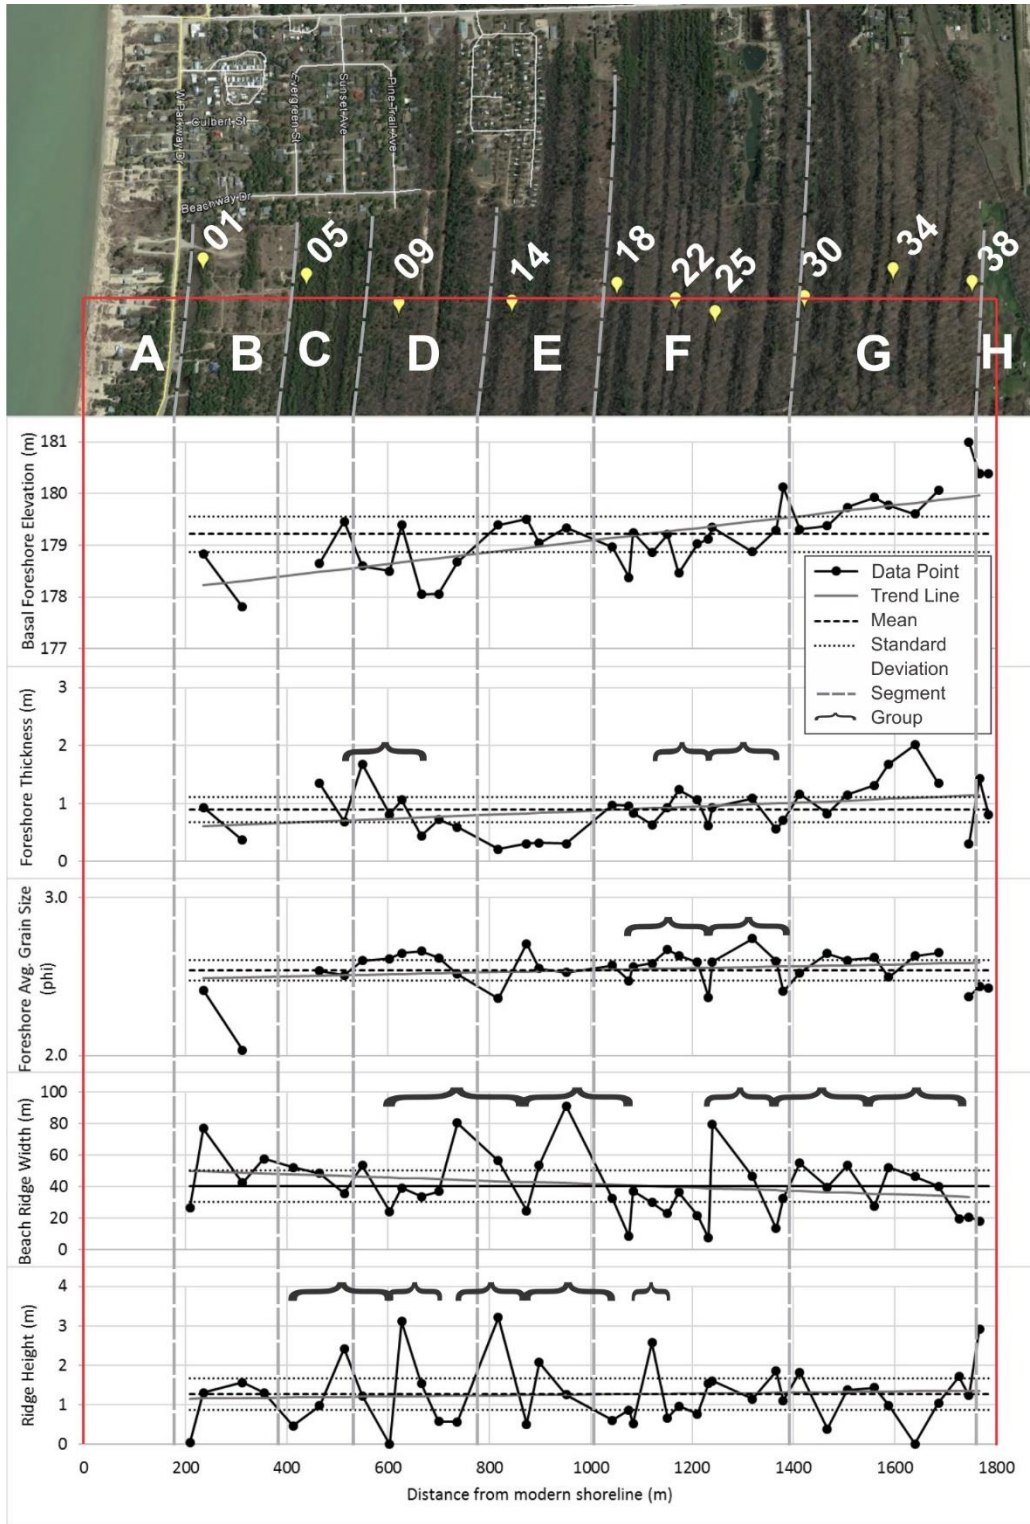 W Parkway Dr
Culbert St
Evergreen St
Sunset Ave
Pine Trail Ave
Beachway Dr
01
05
09
14
18
22
25
30
34
38
A
B
C
D
E
F
G
H
Basal Foreshore Elevation (m)
181
180
179
178
177
Data Point
Trend Line
Mean
Standard
Deviation
Segment
Group
Foreshore Thickness (m)
3
2
1
0
Foreshore Avg. Grain Size
(phi)
3.0
2.0
Beach Ridge Width (m)
100
80
60
40
20
0
Ridge Height (m)
4
3
2
1
0
0 200 400 600 800 1000 1200 1400 1600 1800
Distance from modern shoreline (m)